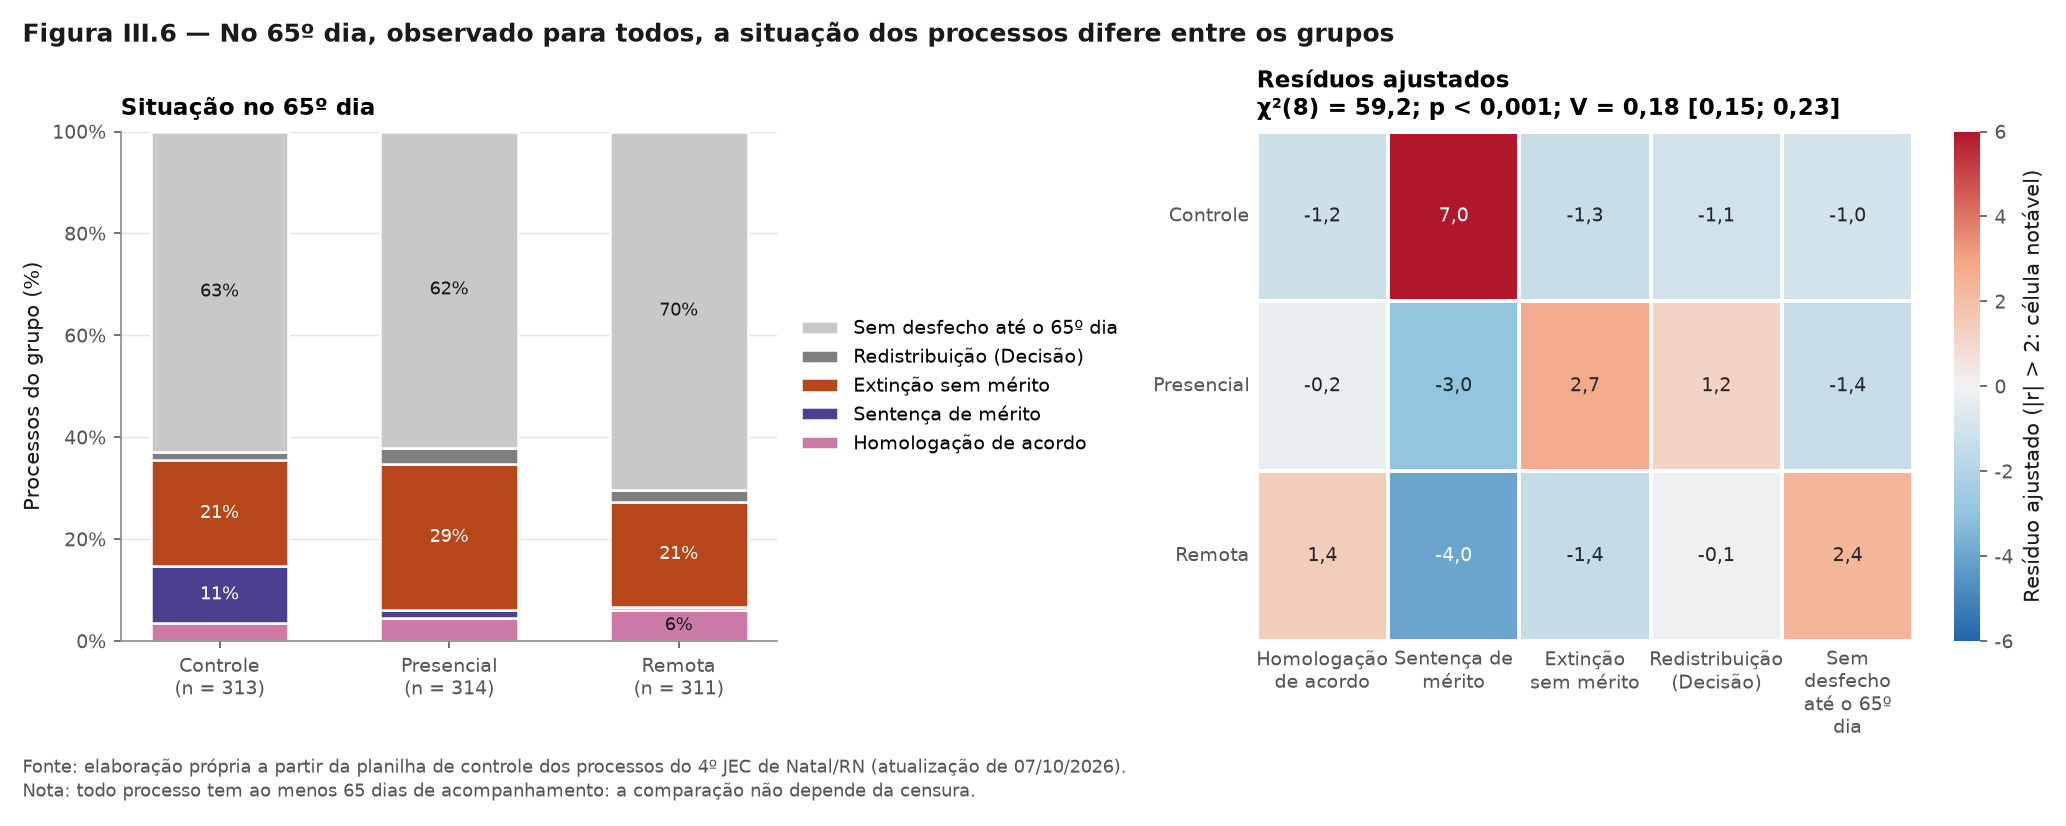 Figura III.6 — No 65º dia, observado para todos, a situação dos processos difere entre os grupos
Situação no 65º dia
Processos do grupo (%)
100%
80%
60%
40%
20%
0%
63%
21%
11%
62%
29%
70%
21%
6%
Controle
(n = 313)
Presencial
(n = 314)
Remota
(n = 311)
Sem desfecho até o 65º dia
Redistribuição (Decisão)
Extinção sem mérito
Sentença de mérito
Homologação de acordo
Resíduos ajustados
χ²(8) = 59,2; p < 0,001; V = 0,18 [0,15; 0,23]
Controle
-1,2
7,0
-1,3
-1,1
-1,0
Presencial
-0,2
-3,0
2,7
1,2
-1,4
Remota
1,4
-4,0
-1,4
-0,1
2,4
Homologação
de acordo
Sentença de
mérito
Extinção
sem mérito
Redistribuição
(Decisão)
Sem
desfecho
até o 65º
dia
6
4
2
0
-2
-4
-6
Resíduo ajustado (|r| > 2: célula notável)
Fonte: elaboração própria a partir da planilha de controle dos processos do 4º JEC de Natal/RN (atualização de 07/10/2026).
Nota: todo processo tem ao menos 65 dias de acompanhamento: a comparação não depende da censura.